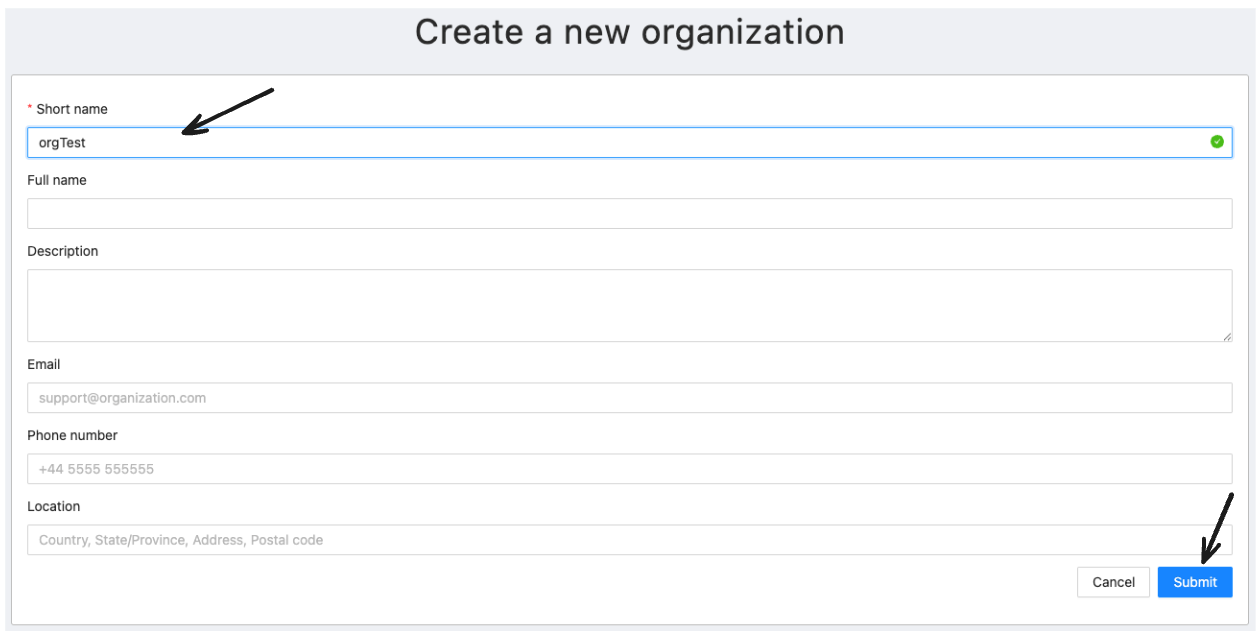 Create a new organization
* Short name
orgTest
Full name
Description
Email
support@organization.com
Phone number
+44 5555 555555
Location
Country, State/Province, Address, Postal code
Cancel Submit